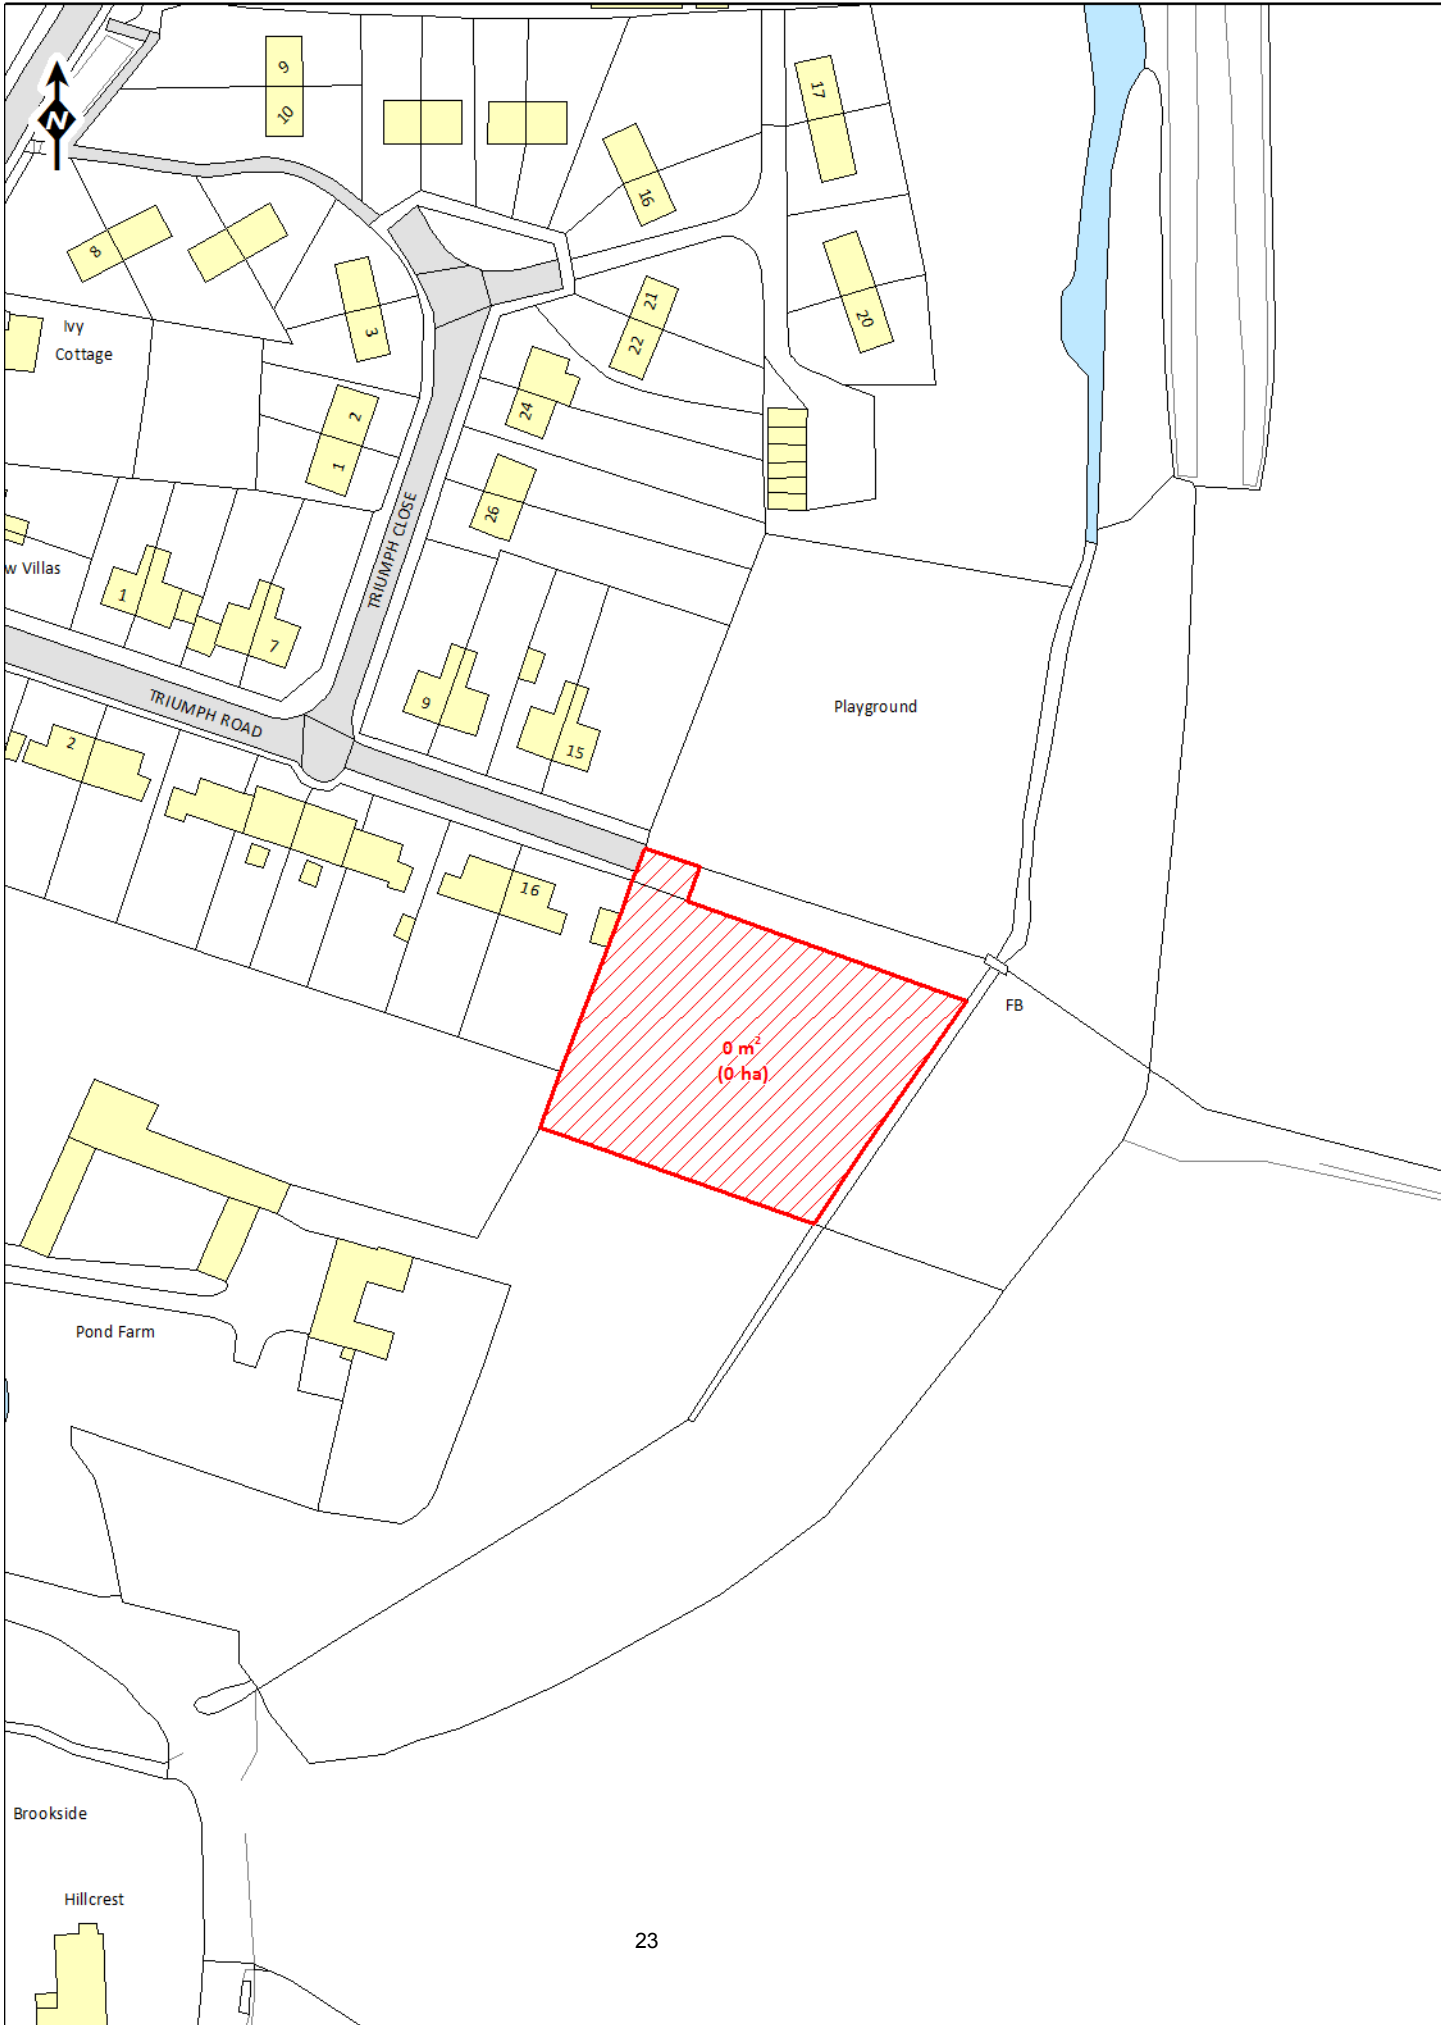 9
17
N
10
16
8
21
Ivy
3
20
22
Cottage
24
2
1
26
TRIUMPH CLOSE
w Villas
1
7
9
Playground
TRIUMPH ROAD
2
15
16
FB
0 m²
(0 ha)
Pond Farm
Brookside
Hillcrest
23